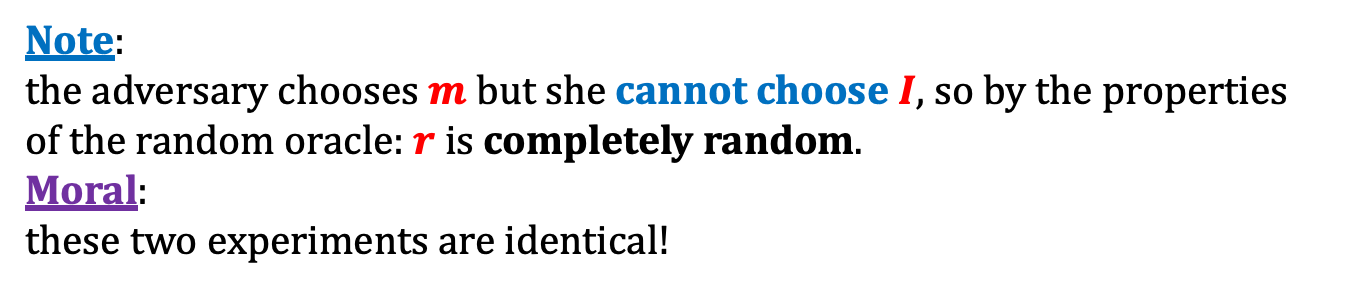 Note:
the adversary chooses m but she cannot choose I, so by the properties
of the random oracle: r is completely random.
Moral:
these two experiments are identical!